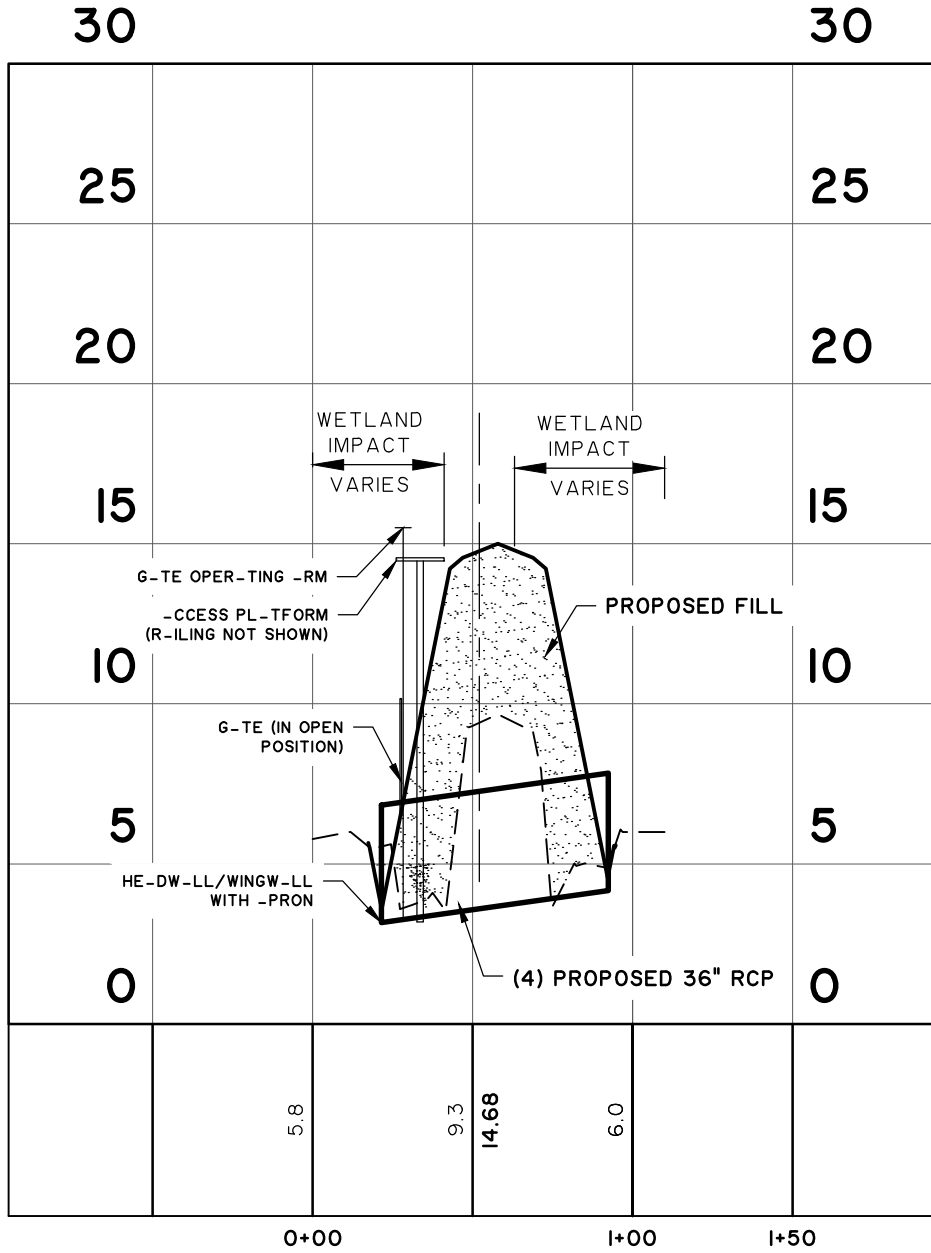 30 30
25 25
20 20
WETLAND
IMPACT
VARIES
WETLAND
IMPACT
VARIES
15 15
G-TE OPER-TING -RM
-CCESS PL-TFORM
(R-ILING NOT SHOWN)
PROPOSED FILL
10 10
G-TE (IN OPEN
POSITION)
5 5
HE-DW-LL/WINGW-LL
WITH -PRON
(4) PROPOSED 36" RCP
0 0
5.8
9.3
14.68
6.0
0+00 1+00 1+50